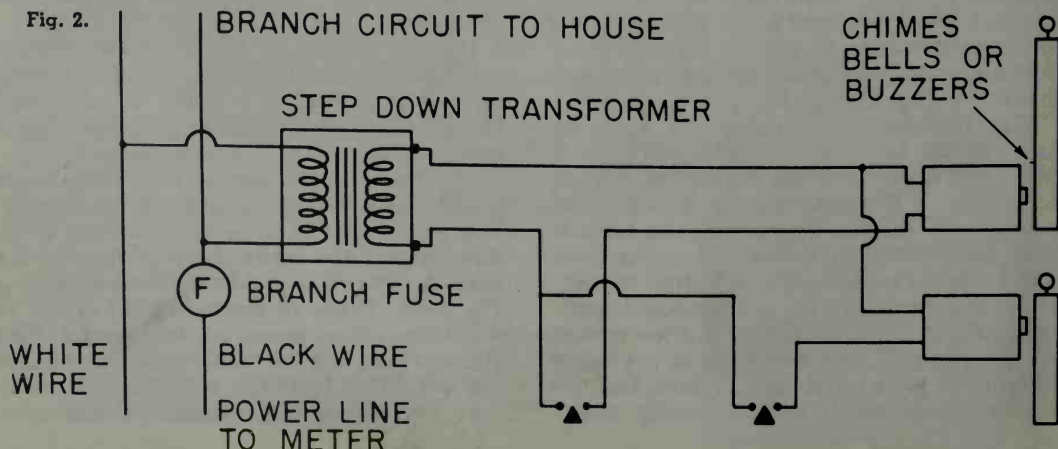 Fig. 2.
BRANCH CIRCUIT TO HOUSE
CHIMES
BELLS OR
BUZZERS
STEP DOWN TRANSFORMER
F
BRANCH FUSE
WHITE
WIRE
BLACK WIRE
POWER LINE
TO METER